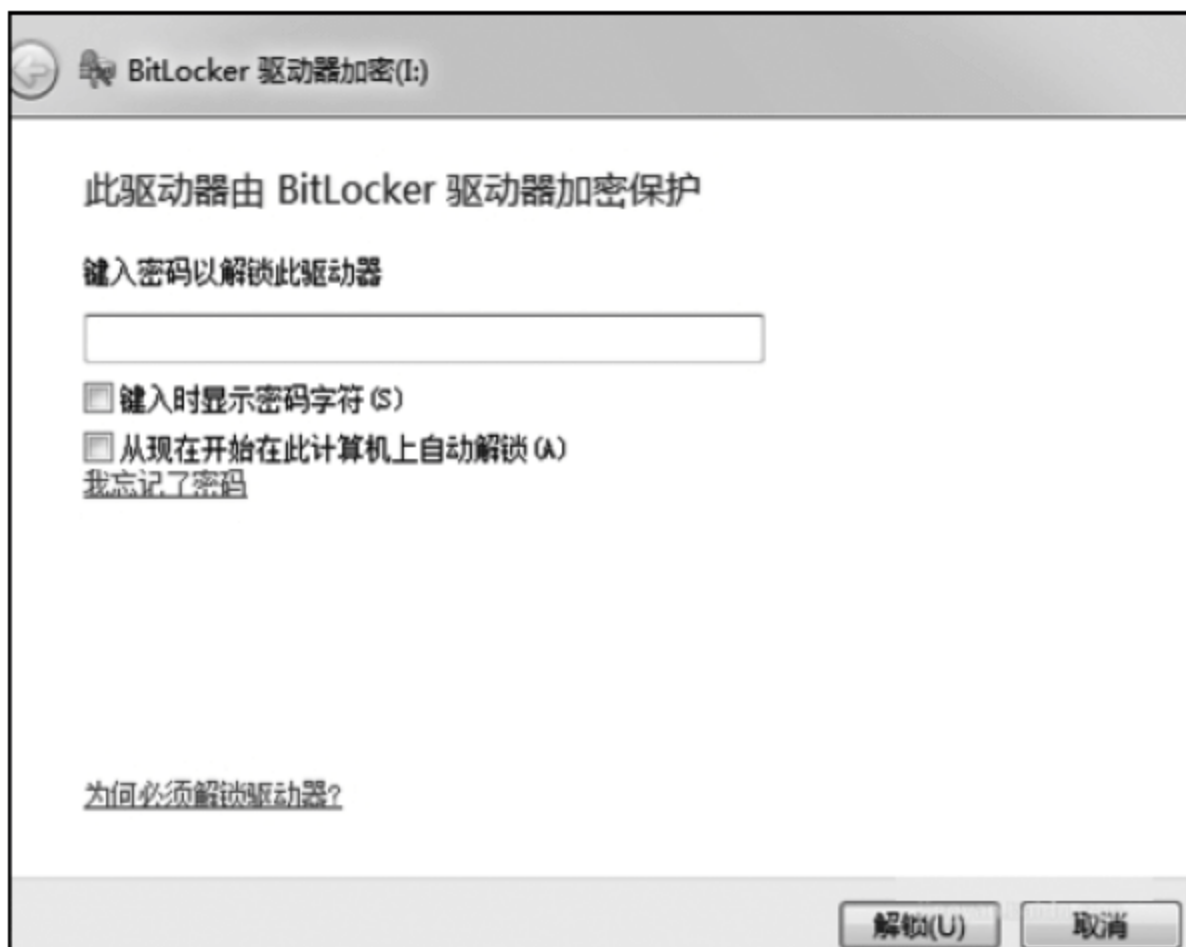 BitLocker 驱动器加密(I:)
此驱动器由 BitLocker 驱动器加密保护
键入密码以解锁此驱动器
键入时显示密码字符(S)
从现在开始在此计算机上自动解锁(A)
我忘记了密码
为何必须解锁驱动器?
解锁(U)
取消